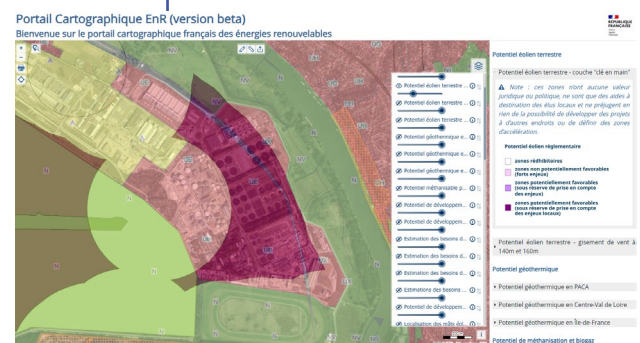 Portail Cartographique EnR (version beta)
Bienvenue sur le portail cartographique français des énergies renouvelables
RÉPUBLIQUE
FRANÇAISE
Potentiel éolien terrestre ...
Potentiel éolien terrestre ...
Potentiel éolien terrestre ...
Potentiel géothermique e...
Potentiel géothermique e...
Potentiel géothermique e...
Potentiel méthanisable p...
Potentiel de développem...
Potentiel de développem...
Estimation des besoins d...
Estimation des besoins d...
Estimation des besoins d...
Estimations des besoins ...
Potentiel de développem...
Localisation des mâts éol...
Potentiel éolien terrestre
Potentiel éolien terrestre - couche "clé en main"
Note : ces zones n'ont aucune valeur
juridique ou politique, ne sont que des aides à
destination des élus locaux et ne préjugent en
rien de la possibilité de développer des projets
à d'autres endroits ou de définir des zones
d'accélération.
Potentiel éolien réglementaire
zones rédhibitoires
zones non potentiellement favorables
(forts enjeux)
zones potentiellement favorables
(sous réserve de prise en compte
des enjeux)
zones potentiellement favorables
(sous réserve de prise en compte
des enjeux locaux)
Potentiel éolien terrestre - gisement de vent à
140m et 160m
Potentiel géothermique
Potentiel géothermique en PACA
Potentiel géothermique en Centre-Val de Loire
Potentiel géothermique en Île-de-France
Potentiel de méthanisation et biogaz